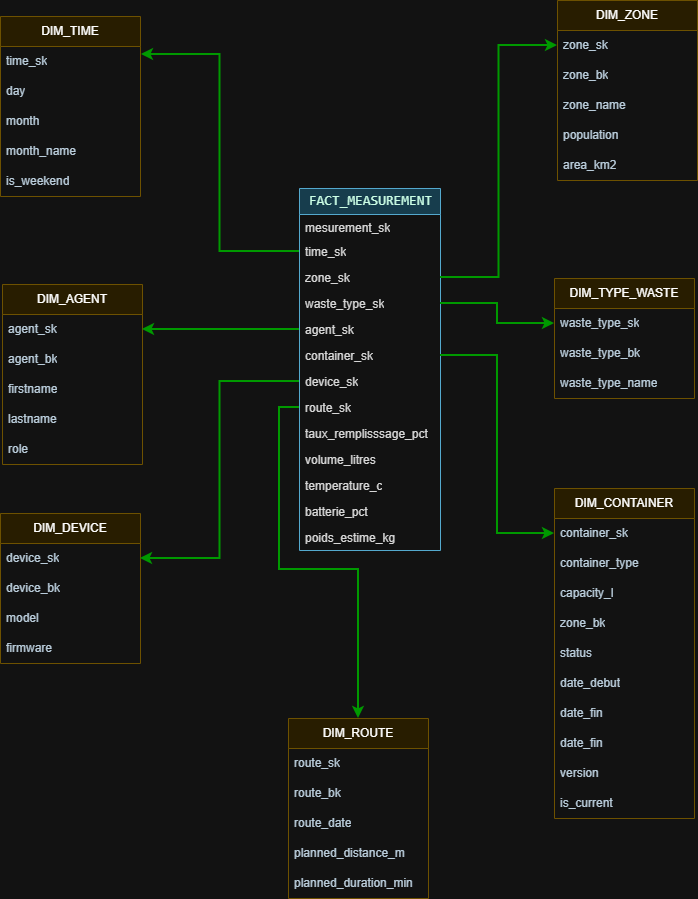 DIM_TIME
time_sk
day
month
month_name
is_weekend
DIM_ZONE
zone_sk
zone_bk
zone_name
population
area_km2
FACT_MEASUREMENT
mesurement_sk
time_sk
zone_sk
waste_type_sk
agent_sk
container_sk
device_sk
route_sk
taux_remplisssage_pct
volume_litres
temperature_c
batterie_pct
poids_estime_kg
DIM_AGENT
agent_sk
agent_bk
firstname
lastname
role
DIM_TYPE_WASTE
waste_type_sk
waste_type_bk
waste_type_name
DIM_DEVICE
device_sk
device_bk
model
firmware
DIM_CONTAINER
container_sk
container_type
capacity_l
zone_bk
status
date_debut
date_fin
date_fin
version
is_current
DIM_ROUTE
route_sk
route_bk
route_date
planned_distance_m
planned_duration_min